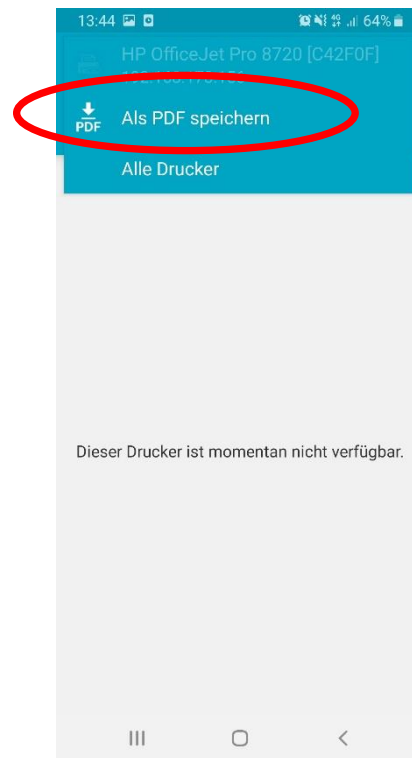 13:44 64%
HP OfficeJet Pro 8720 [C42F0F]
PDF Als PDF speichern
Alle Drucker
Dieser Drucker ist momentan nicht verfügbar.